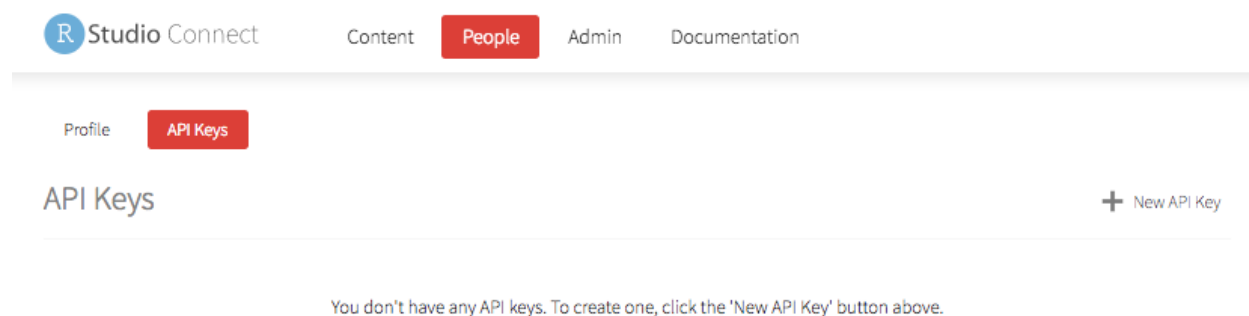 R Studio Connect Content People Admin Documentation
Profile API Keys
API Keys + New API Key
You don't have any API keys. To create one, click the 'New API Key' button above.